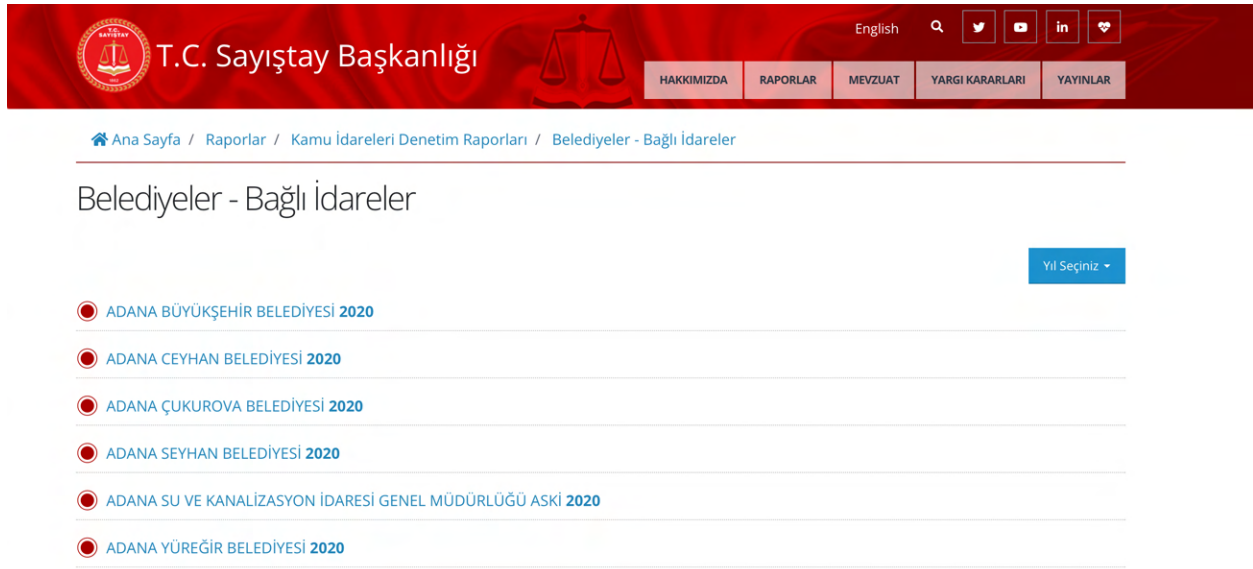 English
T.C. Sayıştay Başkanlığı
HAKKIMIZDA RAPORLAR MEVZUAT YARGI KARARLARI YAYINLAR
Ana Sayfa / Raporlar / Kamu İdareleri Denetim Raporları / Belediyeler - Bağlı İdareler
Belediyeler - Bağlı İdareler
Yıl Seçiniz
ADANA BÜYÜKŞEHİR BELEDİYESİ 2020
ADANA CEYHAN BELEDİYESİ 2020
ADANA ÇUKUROVA BELEDİYESİ 2020
ADANA SEYHAN BELEDİYESİ 2020
ADANA SU VE KANALİZASYON İDARESİ GENEL MÜDÜRLÜĞÜ ASKİ 2020
ADANA YÜREĞİR BELEDİYESİ 2020